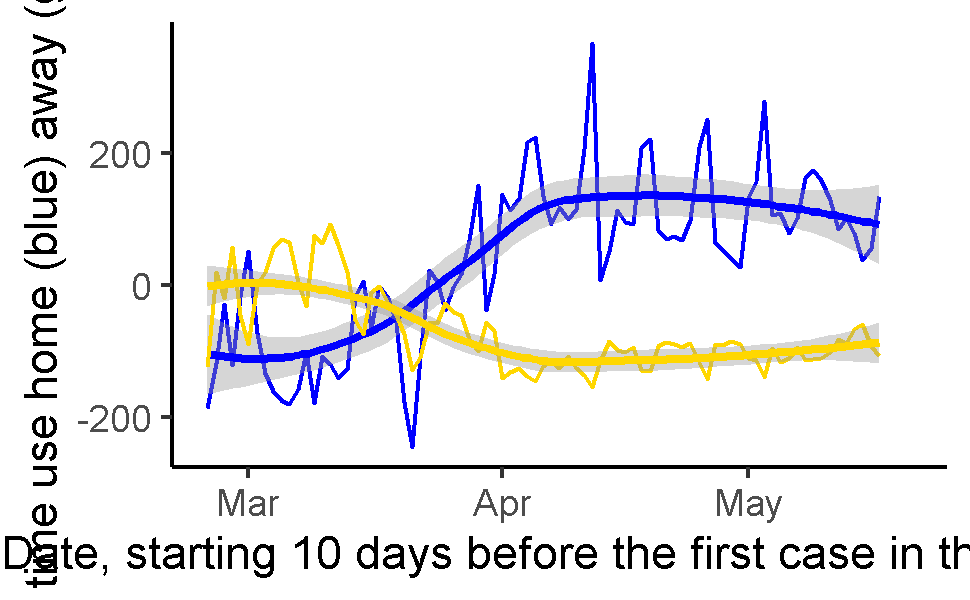 time use home (blue) away (
200
0
-200
Mar Apr May
Date, starting 10 days before the first case in th